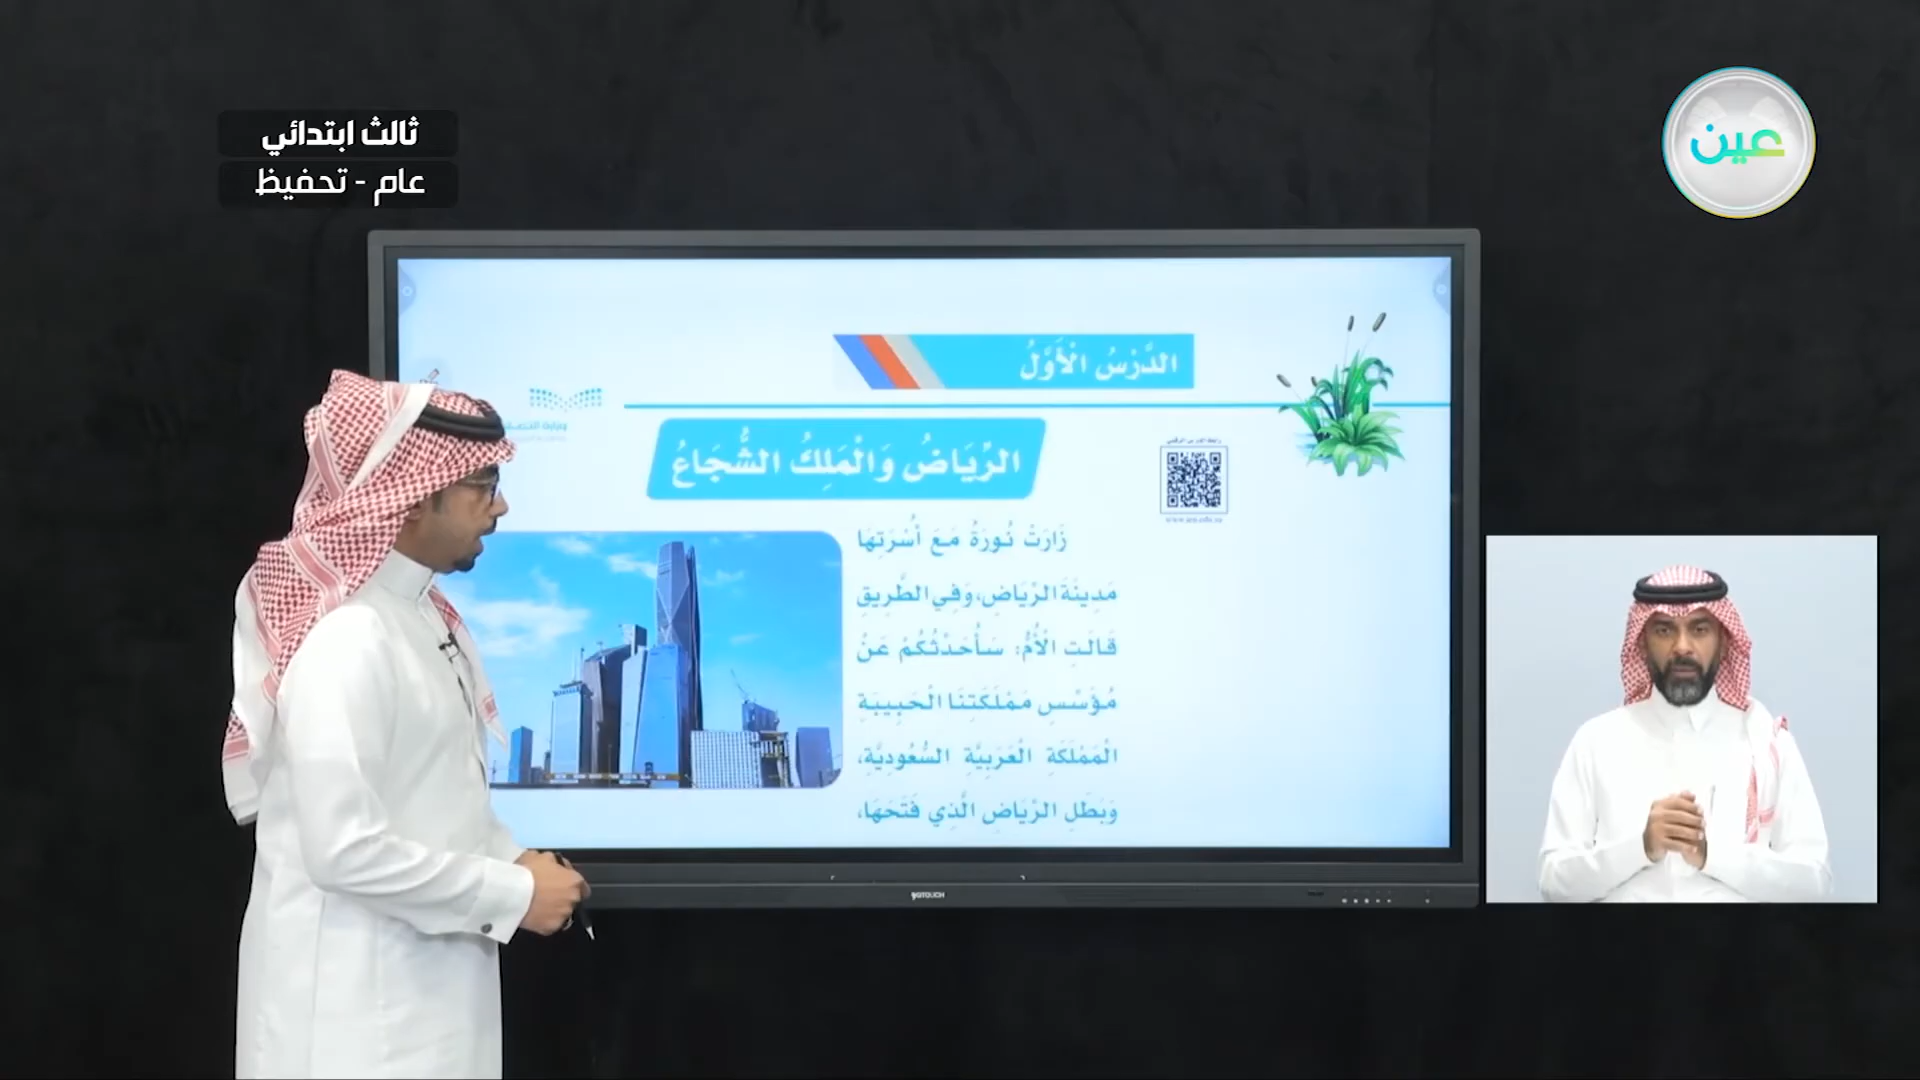 ثالث ابتدائي
عام - تحفيظ
عين
الدَّرْسُ الْأَوَّلُ
الرِّيَاضُ وَالْمَلِكُ الشُّجَاعُ
زَارَتْ نُورَةُ مَعَ أُسْرَتِهَا
مَدِينَةَ الرِّيَاضِ، وَفِي الطَّرِيقِ
قَالَتِ الْأُمُّ: سَأُحَدِّثُكُمْ عَنْ
مُؤَسِّسِ مَمْلَكَتِنَا الْحَبِيبَةِ
الْمَمْلَكَةِ الْعَرَبِيَّةِ السُّعُودِيَّةِ،
وَبَطَلِ الرِّيَاضِ الَّذِي فَتَحَهَا،